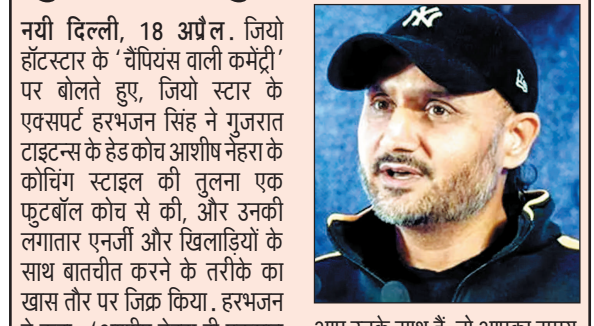 नयी दिल्ली, 18 अप्रैल. जियो
हॉटस्टार के ‘चैंपियंस वाली कमेंट्री’
पर बोलते हुए, जियो स्टार के
एक्सपर्ट हरभजन सिंह ने गुजरात
टाइटन्स के हेड कोच आशीष नेहरा के
कोचिंग स्टाइल की तुलना एक
फुटबॉल कोच से की, और उनकी
लगातार एनर्जी और खिलाड़ियों के
साथ बातचीत करने के तरीके का
खास तौर पर जिक्र किया. हरभजन
NY